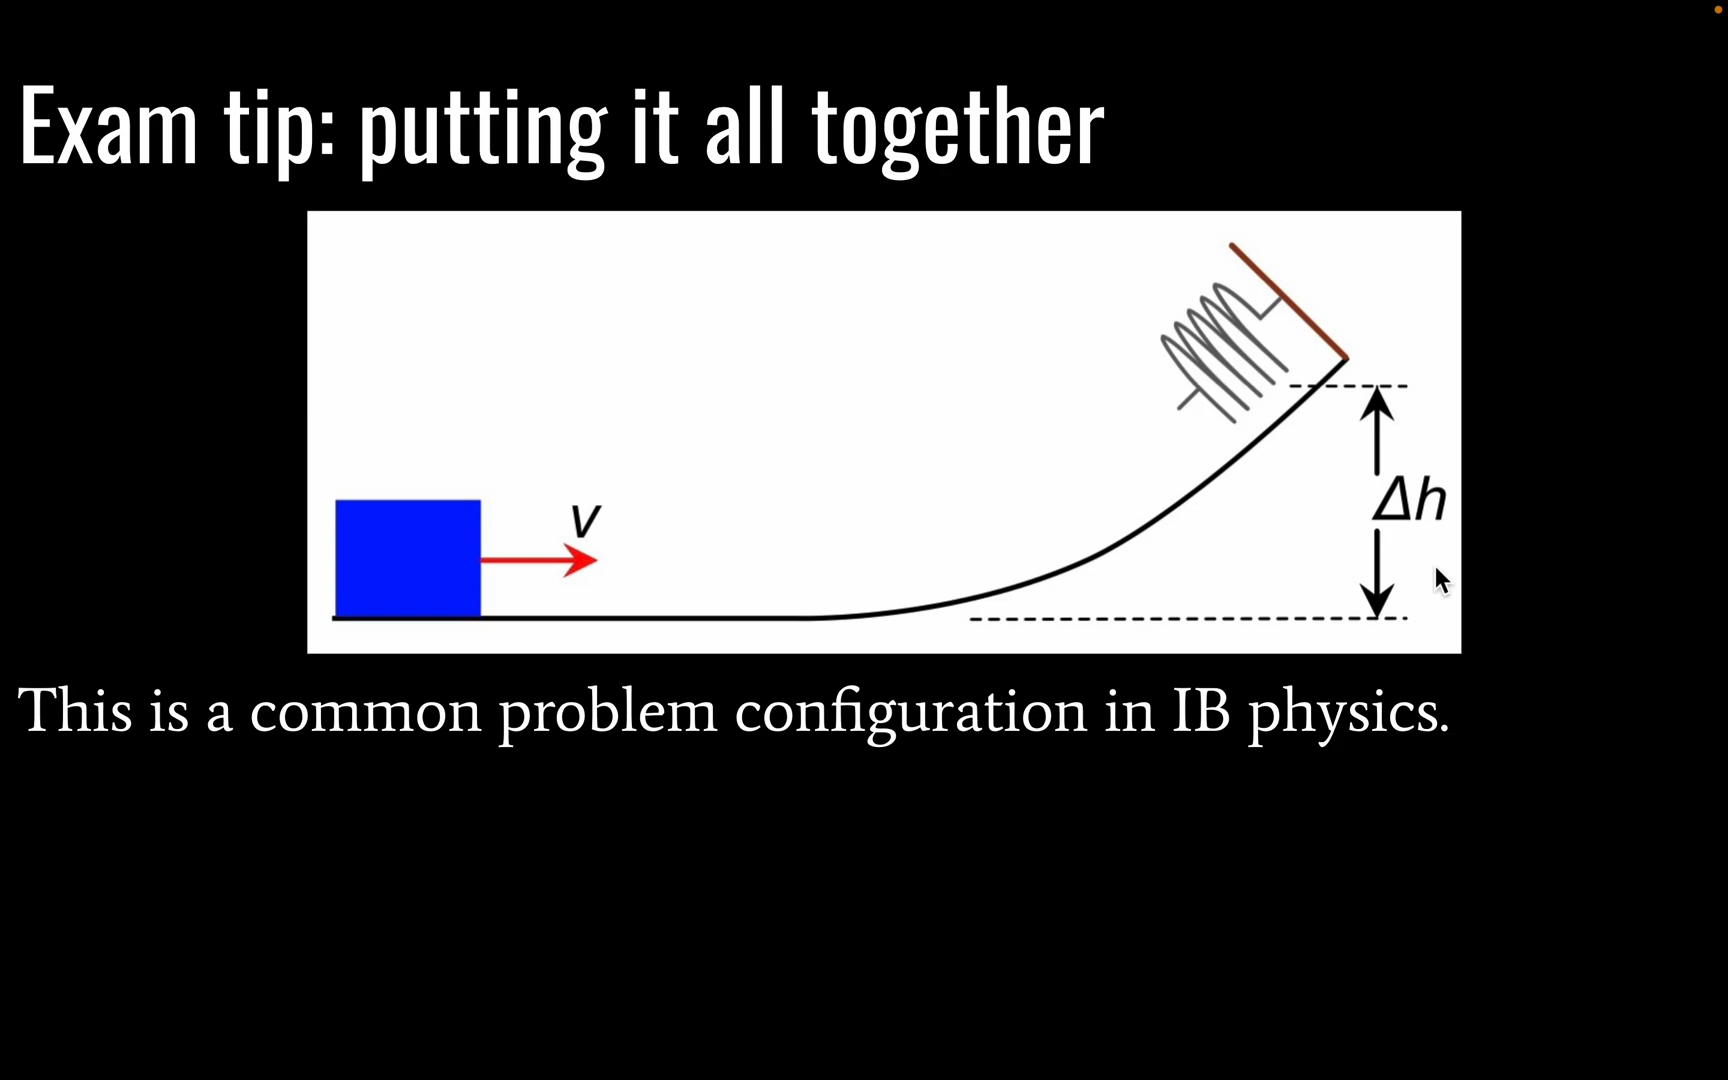 Exam tip: putting it all together
v
Δh
This is a common problem configuration in IB physics.